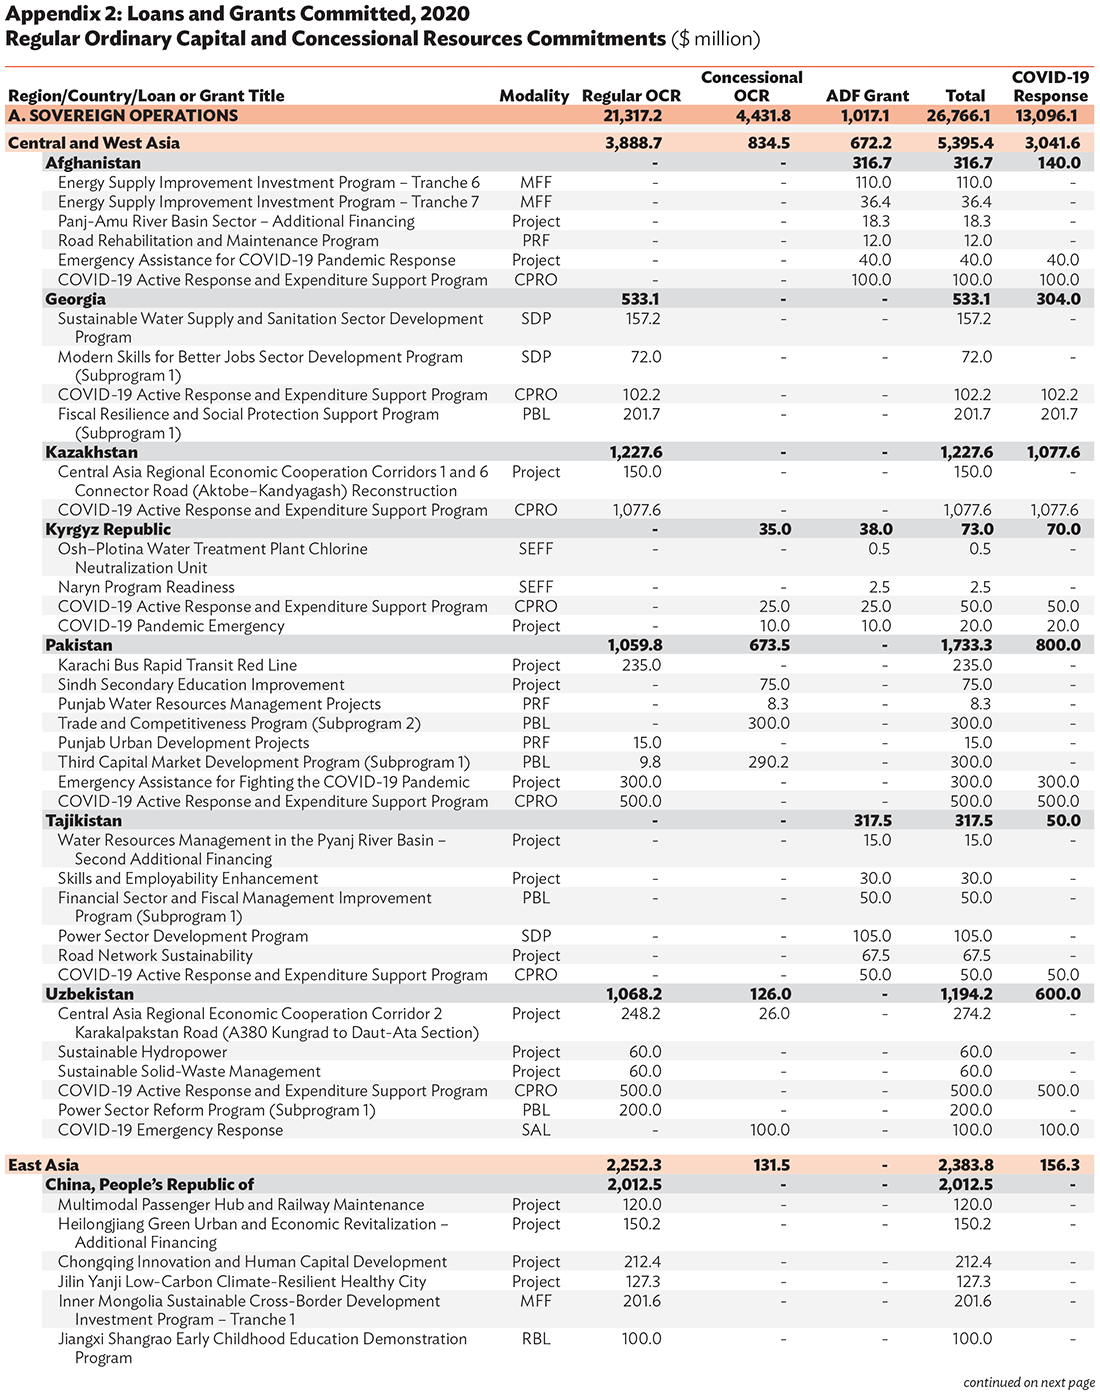 Appendix 2: Loans and Grants Committed, 2020
Regular Ordinary Capital and Concessional Resources Commitments ($ million)
Concessional COVID-19
Region/Country/Loan or Grant Title Modality Regular OCR OCR ADF Grant Total Response
A. SOVEREIGN OPERATIONS 21,317.2 4,431.8 1,017.1 26,766.1 13,096.1
Central and West Asia 3,888.7 834.5 672.2 5,395.4 3,041.6
Afghanistan - - 316.7 316.7 140.0
Energy Supply Improvement Investment Program – Tranche 6 MFF - - 110.0 110.0 -
Energy Supply Improvement Investment Program – Tranche 7 MFF - - 36.4 36.4 -
Panj-Amu River Basin Sector – Additional Financing Project - - 18.3 18.3 -
Road Rehabilitation and Maintenance Program PRF - - 12.0 12.0 -
Emergency Assistance for COVID-19 Pandemic Response Project - - 40.0 40.0 40.0
COVID-19 Active Response and Expenditure Support Program CPRO - - 100.0 100.0 100.0
Georgia 533.1 - - 533.1 304.0
Sustainable Water Supply and Sanitation Sector Development SDP 157.2 - - 157.2 -
Program
Modern Skills for Better Jobs Sector Development Program SDP 72.0 - - 72.0 -
(Subprogram 1)
COVID-19 Active Response and Expenditure Support Program CPRO 102.2 - - 102.2 102.2
Fiscal Resilience and Social Protection Support Program PBL 201.7 - - 201.7 201.7
(Subprogram 1)
Kazakhstan 1,227.6 - - 1,227.6 1,077.6
Central Asia Regional Economic Cooperation Corridors 1 and 6 Project 150.0 - - 150.0 -
Connector Road (Aktobe–Kandyagash) Reconstruction
COVID-19 Active Response and Expenditure Support Program CPRO 1,077.6 - - 1,077.6 1,077.6
Kyrgyz Republic - 35.0 38.0 73.0 70.0
Osh–Plotina Water Treatment Plant Chlorine SEFF - - 0.5 0.5 -
Neutralization Unit
Naryn Program Readiness SEFF - - 2.5 2.5 -
COVID-19 Active Response and Expenditure Support Program CPRO - 25.0 25.0 50.0 50.0
COVID-19 Pandemic Emergency Project - 10.0 10.0 20.0 20.0
Pakistan 1,059.8 673.5 - 1,733.3 800.0
Karachi Bus Rapid Transit Red Line Project 235.0 - - 235.0 -
Sindh Secondary Education Improvement Project - 75.0 - 75.0 -
Punjab Water Resources Management Projects PRF - 8.3 - 8.3 -
Trade and Competitiveness Program (Subprogram 2) PBL - 300.0 - 300.0 -
Punjab Urban Development Projects PRF 15.0 - - 15.0 -
Third Capital Market Development Program (Subprogram 1) PBL 9.8 290.2 - 300.0 -
Emergency Assistance for Fighting the COVID-19 Pandemic Project 300.0 - - 300.0 300.0
COVID-19 Active Response and Expenditure Support Program CPRO 500.0 - - 500.0 500.0
Tajikistan - - 317.5 317.5 50.0
Water Resources Management in the Pyanj River Basin – Project - - 15.0 15.0 -
Second Additional Financing
Skills and Employability Enhancement Project - - 30.0 30.0 -
Financial Sector and Fiscal Management Improvement PBL - - 50.0 50.0 -
Program (Subprogram 1)
Power Sector Development Program SDP - - 105.0 105.0 -
Road Network Sustainability Project - - 67.5 67.5 -
COVID-19 Active Response and Expenditure Support Program CPRO - - 50.0 50.0 50.0
Uzbekistan 1,068.2 126.0 - 1,194.2 600.0
Central Asia Regional Economic Cooperation Corridor 2 Project 248.2 26.0 - 274.2 -
Karakalpakstan Road (A380 Kungrad to Daut-Ata Section)
Sustainable Hydropower Project 60.0 - - 60.0 -
Sustainable Solid-Waste Management Project 60.0 - - 60.0 -
COVID-19 Active Response and Expenditure Support Program CPRO 500.0 - - 500.0 500.0
Power Sector Reform Program (Subprogram 1) PBL 200.0 - - 200.0 -
COVID-19 Emergency Response SAL - 100.0 - 100.0 100.0
East Asia 2,252.3 131.5 - 2,383.8 156.3
China, People's Republic of 2,012.5 - - 2,012.5 -
Multimodal Passenger Hub and Railway Maintenance Project 120.0 - - 120.0 -
Heilongjiang Green Urban and Economic Revitalization – Project 150.2 - - 150.2 -
Additional Financing
Chongqing Innovation and Human Capital Development Project 212.4 - - 212.4 -
Jilin Yanji Low-Carbon Climate-Resilient Healthy City Project 127.3 - - 127.3 -
Inner Mongolia Sustainable Cross-Border Development MFF 201.6 - - 201.6 -
Investment Program – Tranche 1
Jiangxi Shangrao Early Childhood Education Demonstration RBL 100.0 - - 100.0 -
Program
continued on next page